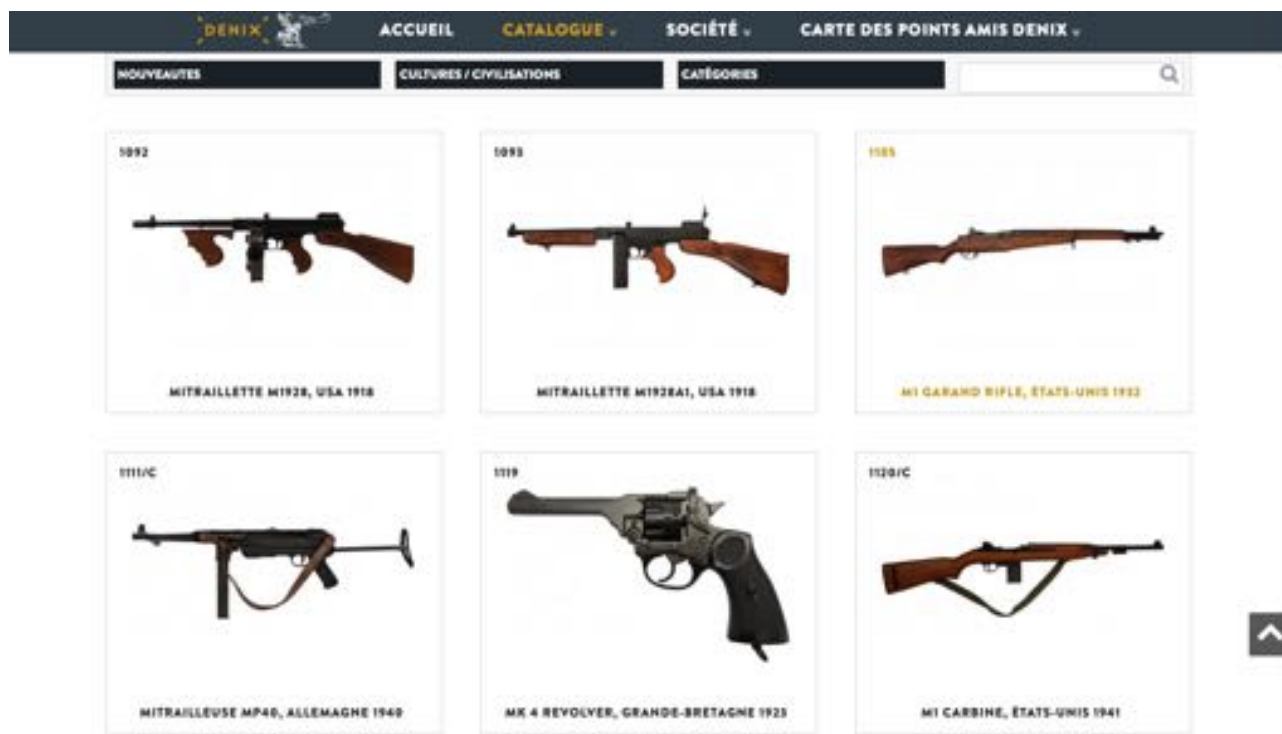 DENIX
ACCUEIL
CATALOGUE
SOCIÉTÉ
CARTE DES POINTS AMIS DENIX
NOUVEAUTES
CULTURES / CIVILISATIONS
CATÉGORIES
1092
1093
1105
MITRAILLETTE M1928, USA 1918
MITRAILLETTE M1928A1, USA 1918
M1 GARAND RIFLE, ÉTATS-UNIS 1932
1111/C
1119
1120/C
MITRAILLEUSE MP40, ALLEMAGNE 1940
MK 4 REVOLVER, GRANDE-BRETAGNE 1923
M1 CARBINE, ÉTATS-UNIS 1941